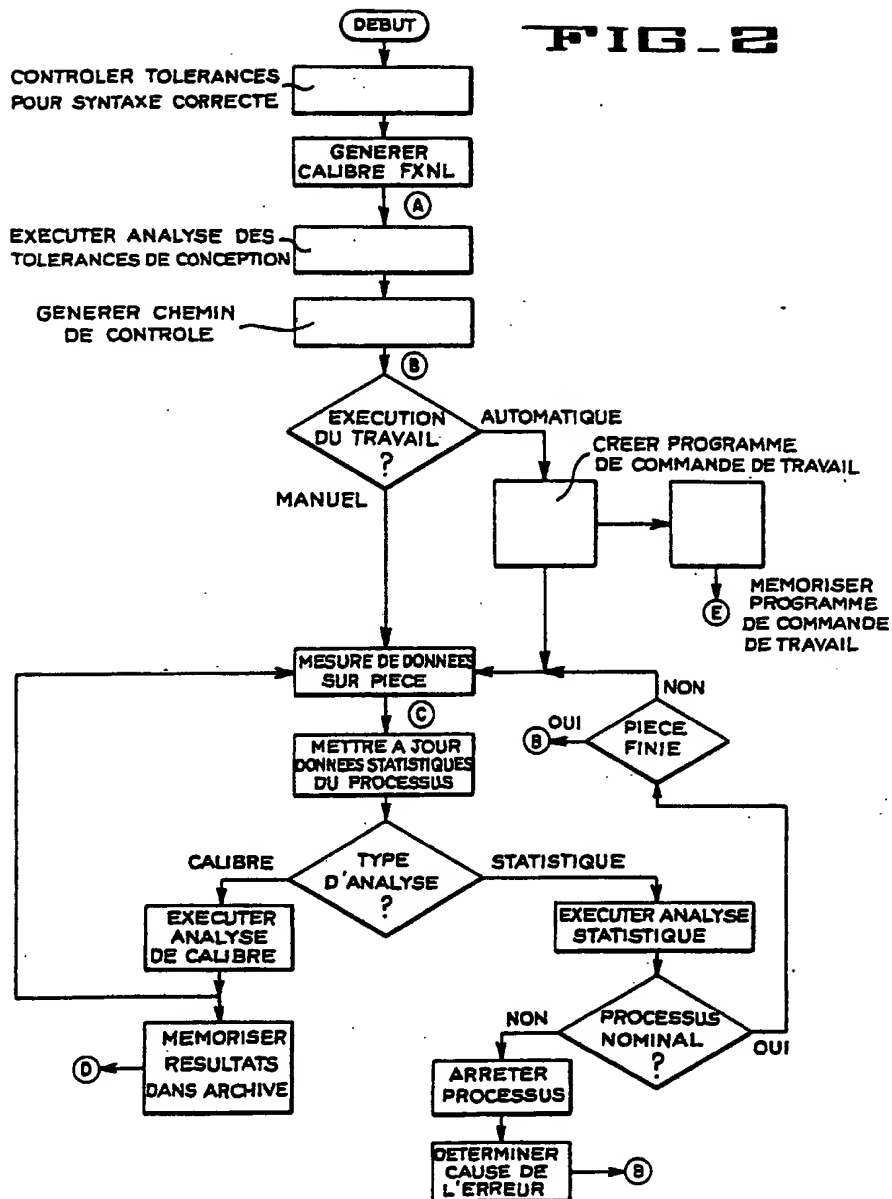 DEBUT
FIG_2
CONTROLER TOLERANCES
POUR SYNTAXE CORRECTE
GENERER
CALIBRE FXNL
A
EXECUTER ANALYSE DES
TOLERANCES DE CONCEPTION
GENERER CHEMIN
DE CONTROLE
B
EXECUTION
DU TRAVAIL
?
AUTOMATIQUE
MANUEL
CREER PROGRAMME
DE COMMANDE DE TRAVAIL
E
MEMORISER
PROGRAMME
DE COMMANDE
DE TRAVAIL
MESURE DE DONNEES
SUR PIECE
NON
C
OUI
B
PIECE
FINIE
METTRE A JOUR
DONNEES STATISTIQUES
DU PROCESSUS
CALIBRE
TYPE
D'ANALYSE
?
STATISTIQUE
EXECUTER
ANALYSE
DE CALIBRE
EXECUTER ANALYSE
STATISTIQUE
NON
PROCESSUS
NOMINAL
?
OUI
MEMORISER
RESULTATS
DANS ARCHIVE
D
ARRETER
PROCESSUS
DETERMINER
CAUSE DE
L'ERREUR
B